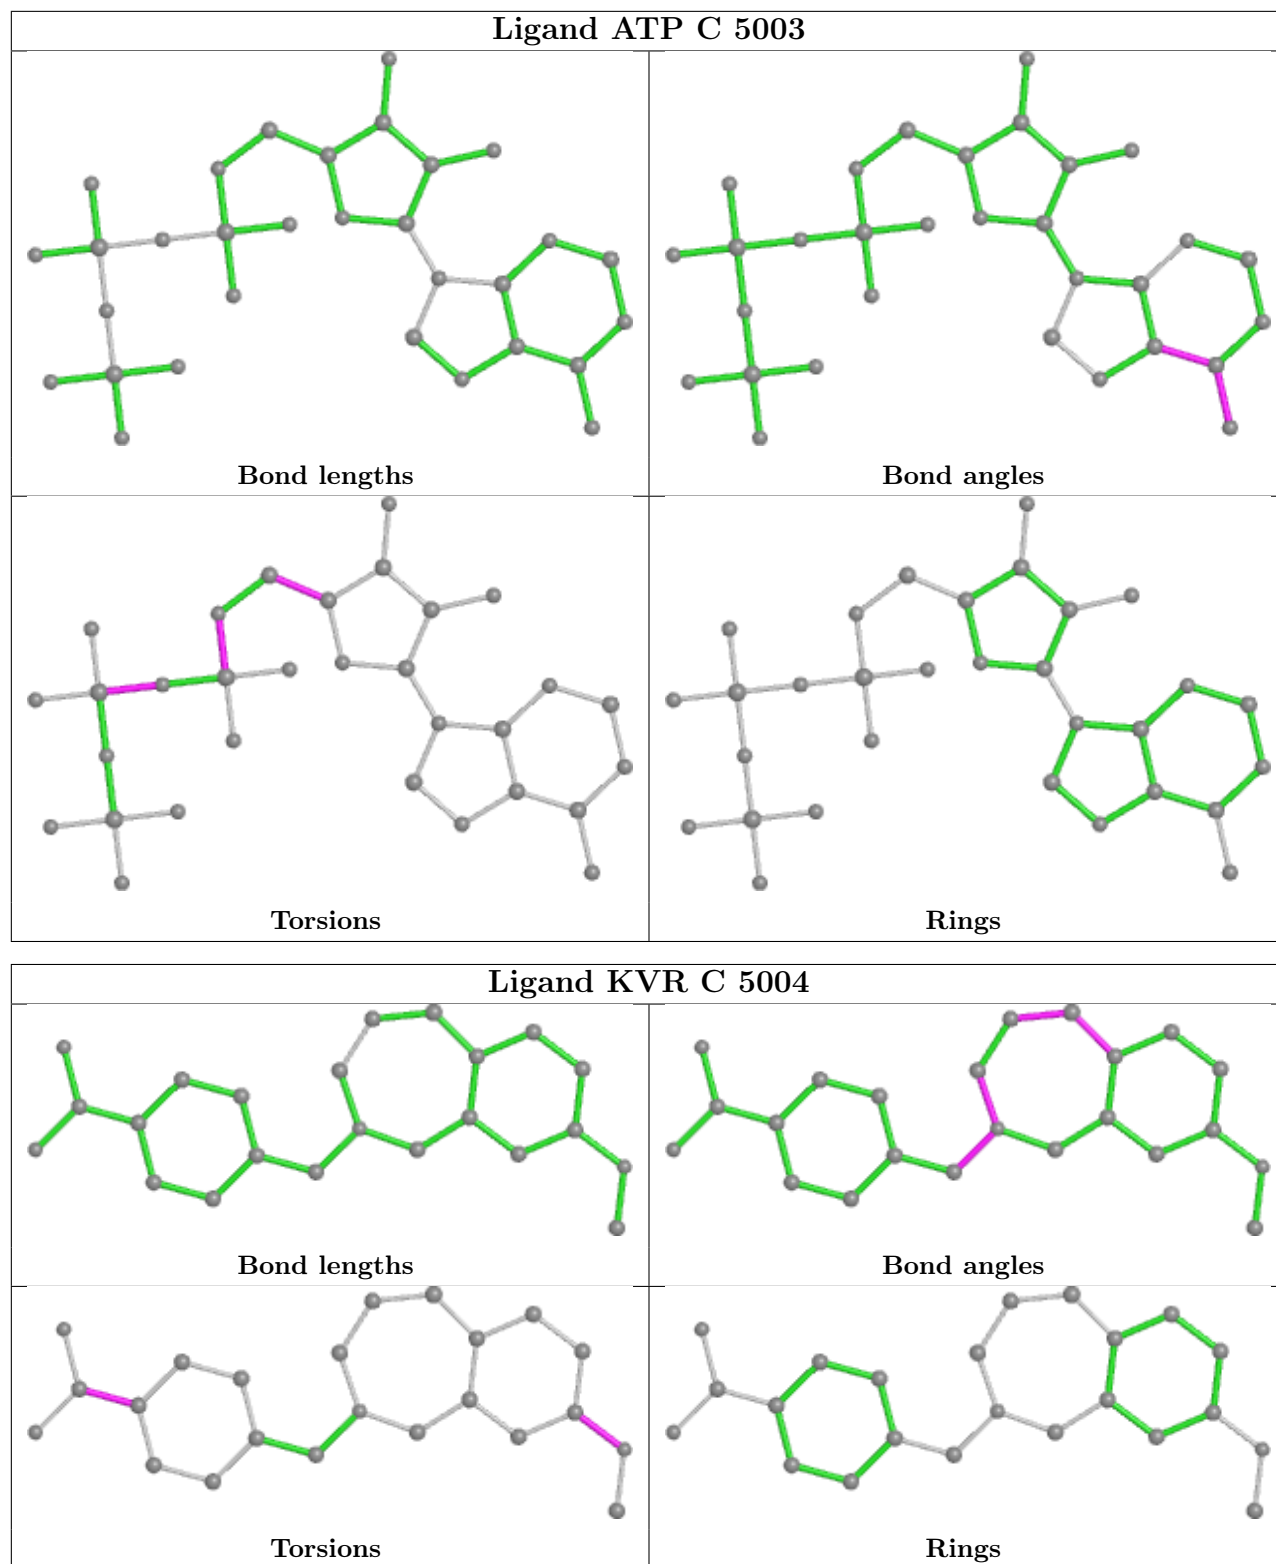 Ligand ATP C 5003
Bond lengths
Bond angles
Torsions
Rings
Ligand KVR C 5004
Bond lengths
Bond angles
Torsions
Rings